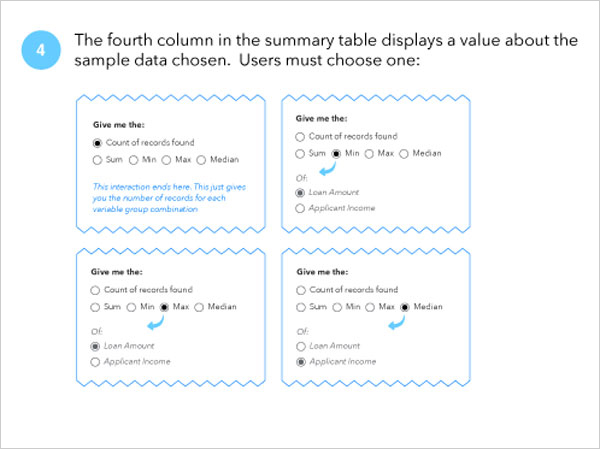 4
The fourth column in the summary table displays a value about the
sample data chosen.  Users must choose one:
Give me the:
Count of records found
Sum Min Max Median
This interaction ends here. This just gives
you the number of records for each
variable group combination
Give me the:
Count of records found
Sum Min Max Median
Of:
Loan Amount
Applicant Income
Give me the:
Count of records found
Sum Min Max Median
Of:
Loan Amount
Applicant Income
Give me the:
Count of records found
Sum Min Max Median
Of:
Loan Amount
Applicant Income